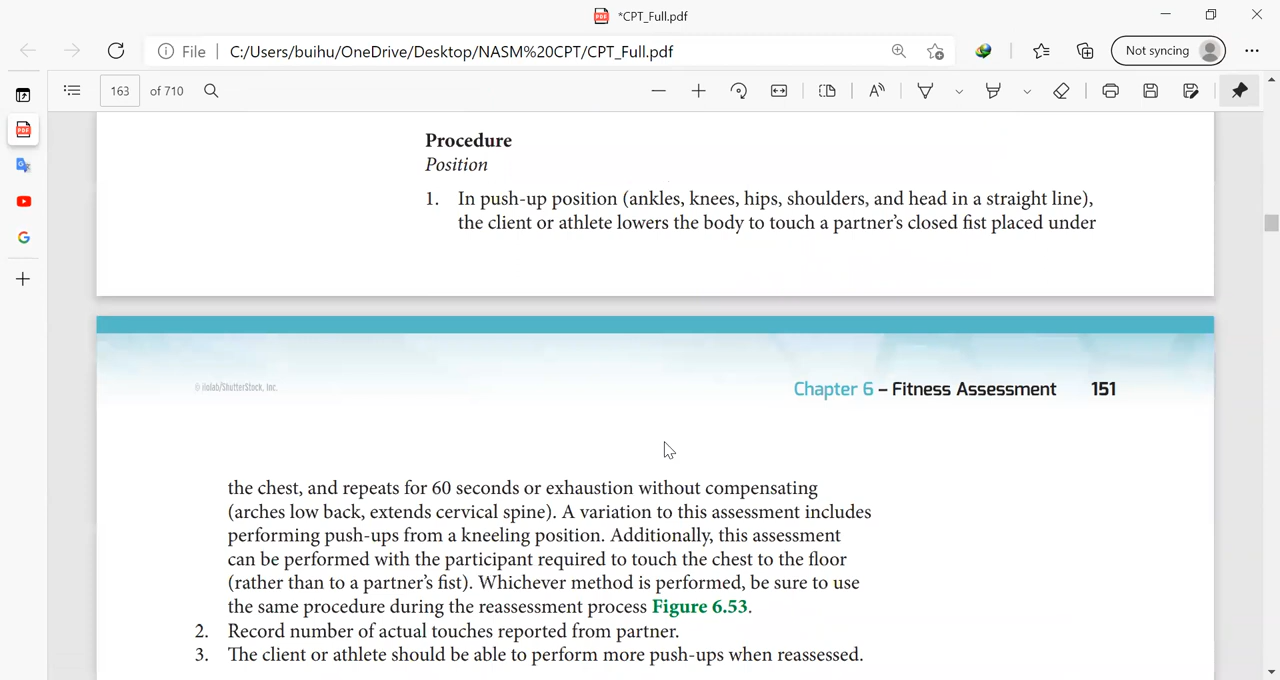 *CPT_Full.pdf
File
C:/Users/buihu/OneDrive/Desktop/NASM%20CPT/CPT_Full.pdf
Not syncing
163 of 710
Procedure
Position
1. In push-up position (ankles, knees, hips, shoulders, and head in a straight line),
the client or athlete lowers the body to touch a partner's closed fist placed under
© ilolab/ShutterStock, Inc.
Chapter 6 – Fitness Assessment 151
the chest, and repeats for 60 seconds or exhaustion without compensating
(arches low back, extends cervical spine). A variation to this assessment includes
performing push-ups from a kneeling position. Additionally, this assessment
can be performed with the participant required to touch the chest to the floor
(rather than to a partner's fist). Whichever method is performed, be sure to use
the same procedure during the reassessment process Figure 6.53.
2. Record number of actual touches reported from partner.
3. The client or athlete should be able to perform more push-ups when reassessed.